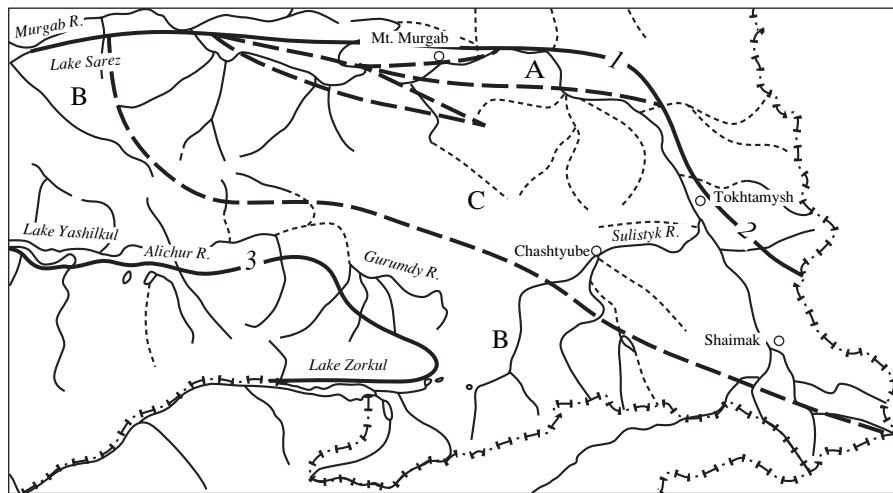 Murgab R.
Mt. Murgab
1
Lake Sarez
A
B
C
Tokhtamysh
Lake Yashilkul
Sulistyk R.
2
Alichur R.
3
Chashtyube
Gurumdy R.
B
Shaimak
Lake Zorkul